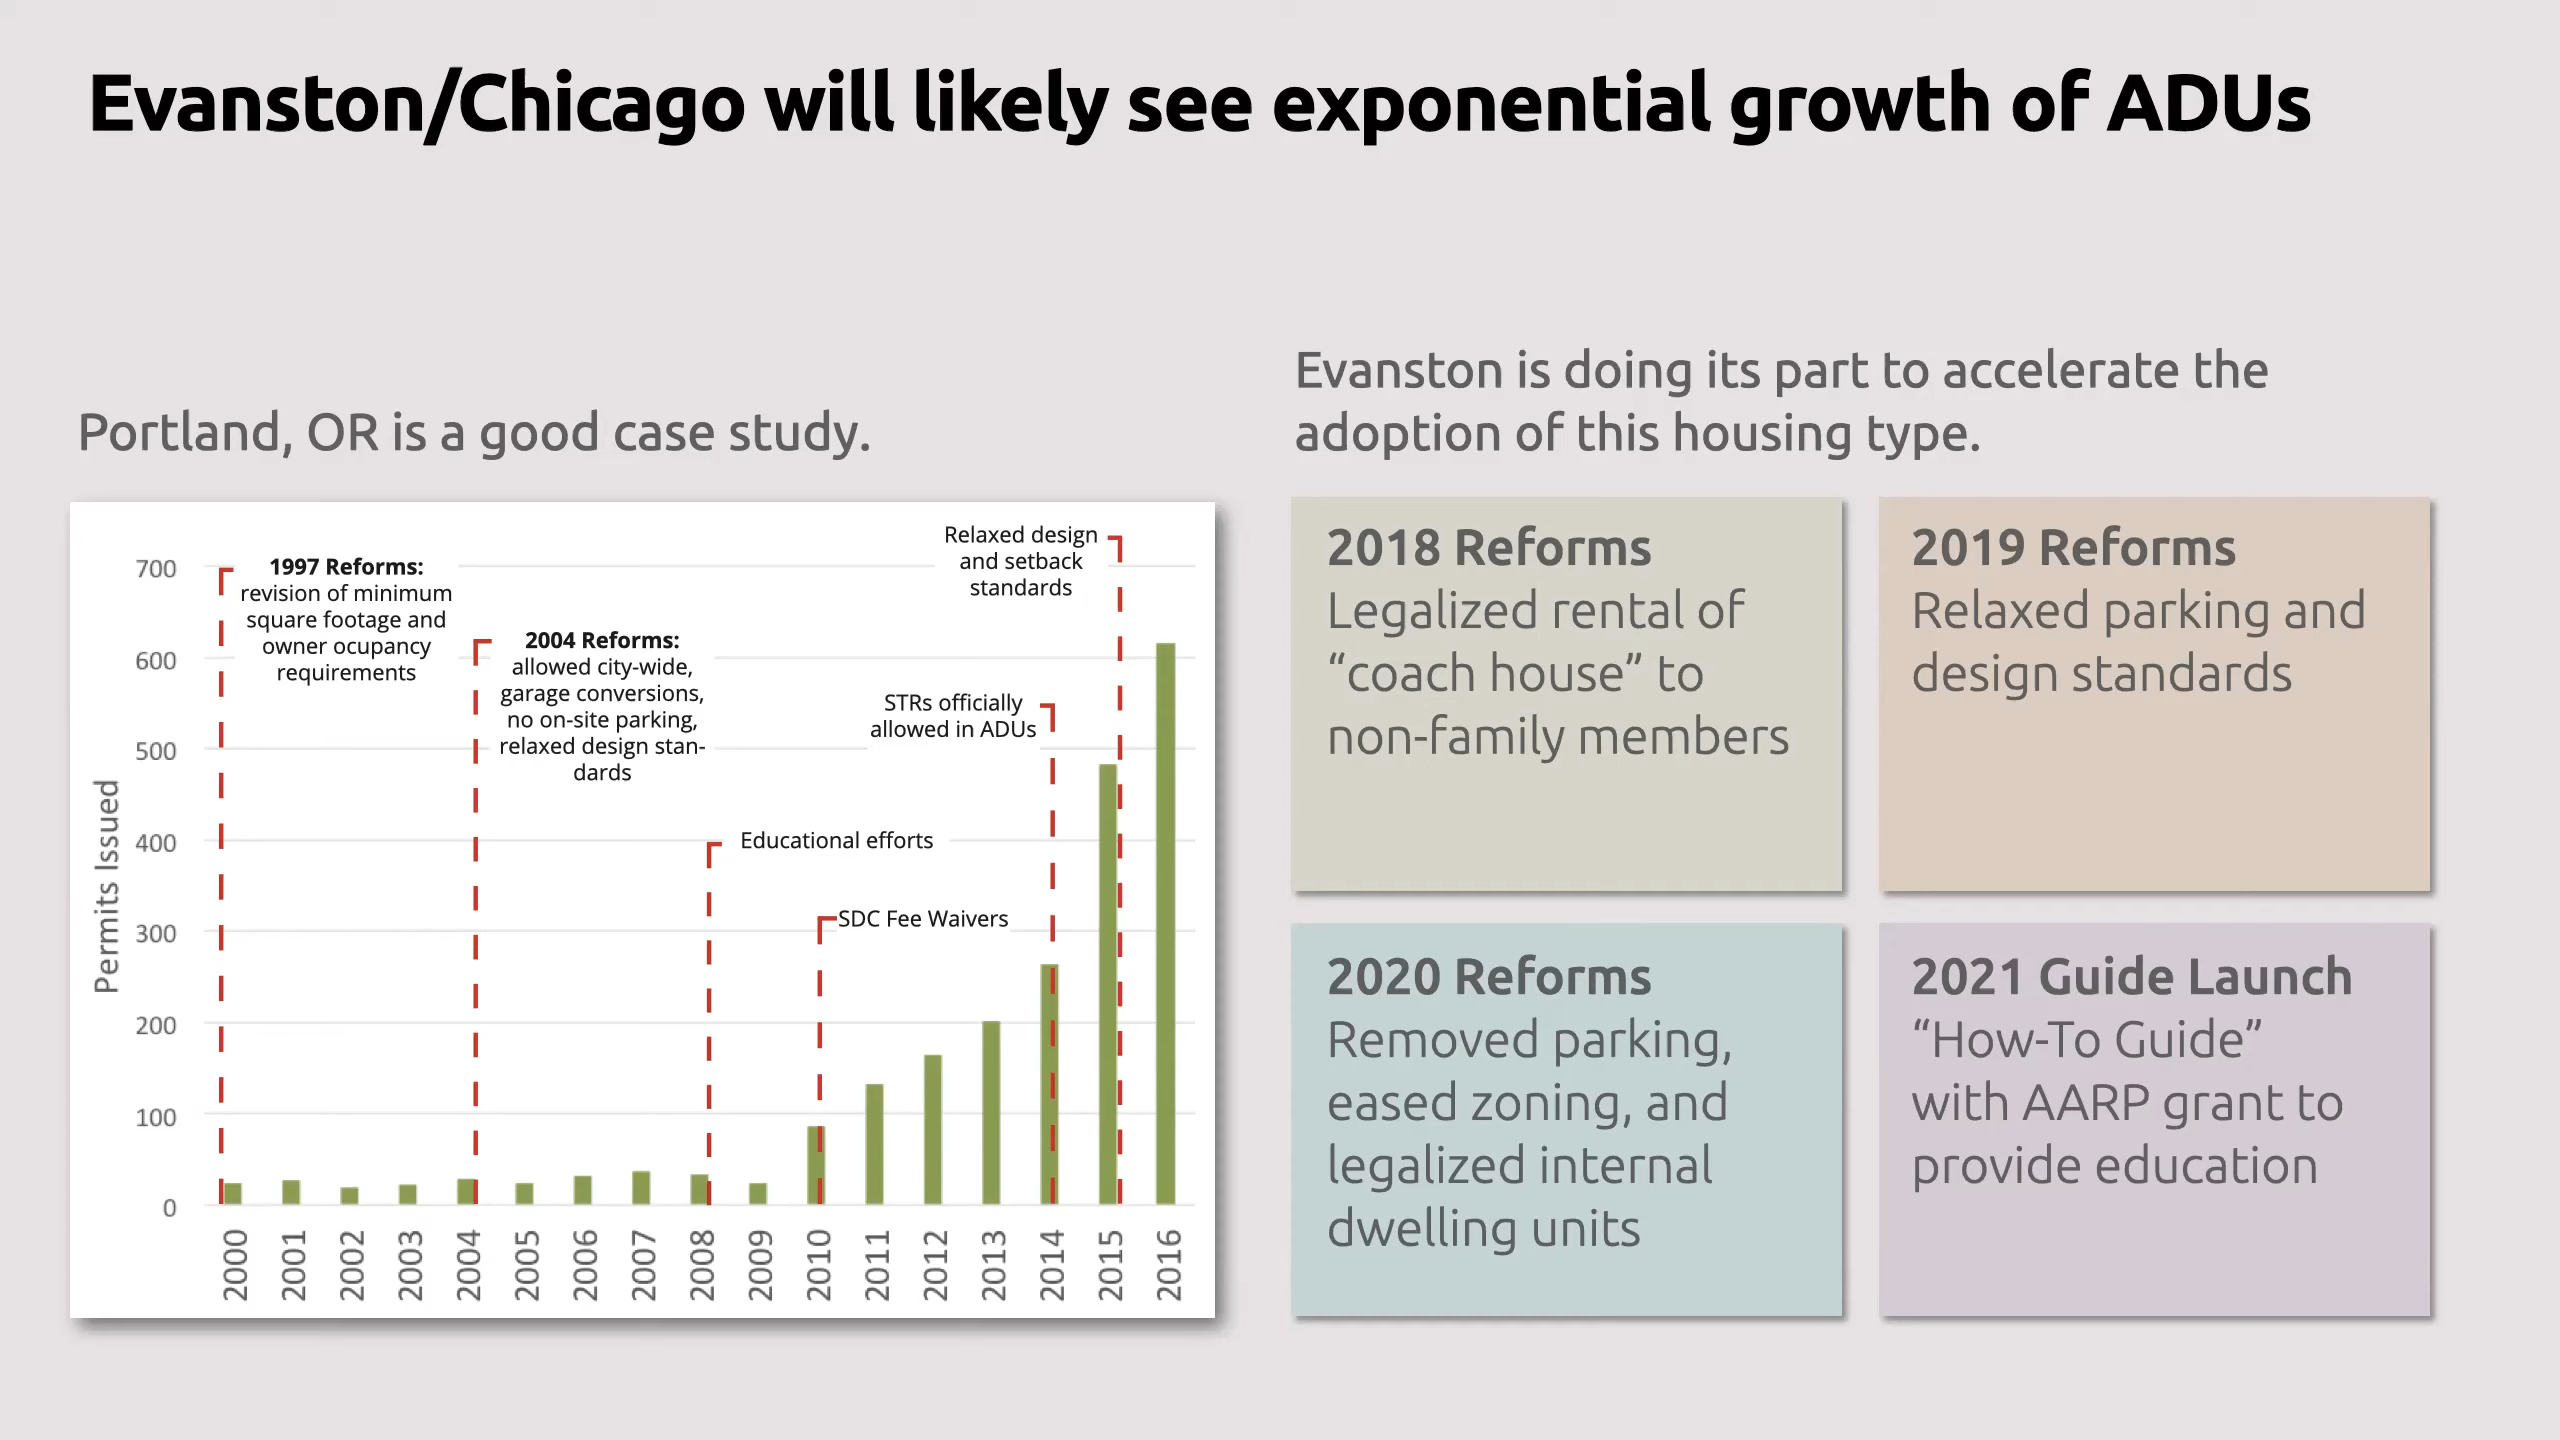 Evanston/Chicago will likely see exponential growth of ADUs
Portland, OR is a good case study.
Permits Issued
700
600
500
400
300
200
100
0
1997 Reforms:
revision of minimum
square footage and
owner ocupancy
requirements
2004 Reforms:
allowed city-wide,
garage conversions,
no on-site parking,
relaxed design stan-
dards
Educational efforts
SDC Fee Waivers
STRs officially
allowed in ADUs
Relaxed design
and setback
standards
2000
2001
2002
2003
2004
2005
2006
2007
2008
2009
2010
2011
2012
2013
2014
2015
2016
Evanston is doing its part to accelerate the
adoption of this housing type.
2018 Reforms
Legalized rental of
“coach house” to
non-family members
2019 Reforms
Relaxed parking and
design standards
2020 Reforms
Removed parking,
eased zoning, and
legalized internal
dwelling units
2021 Guide Launch
“How-To Guide”
with AARP grant to
provide education